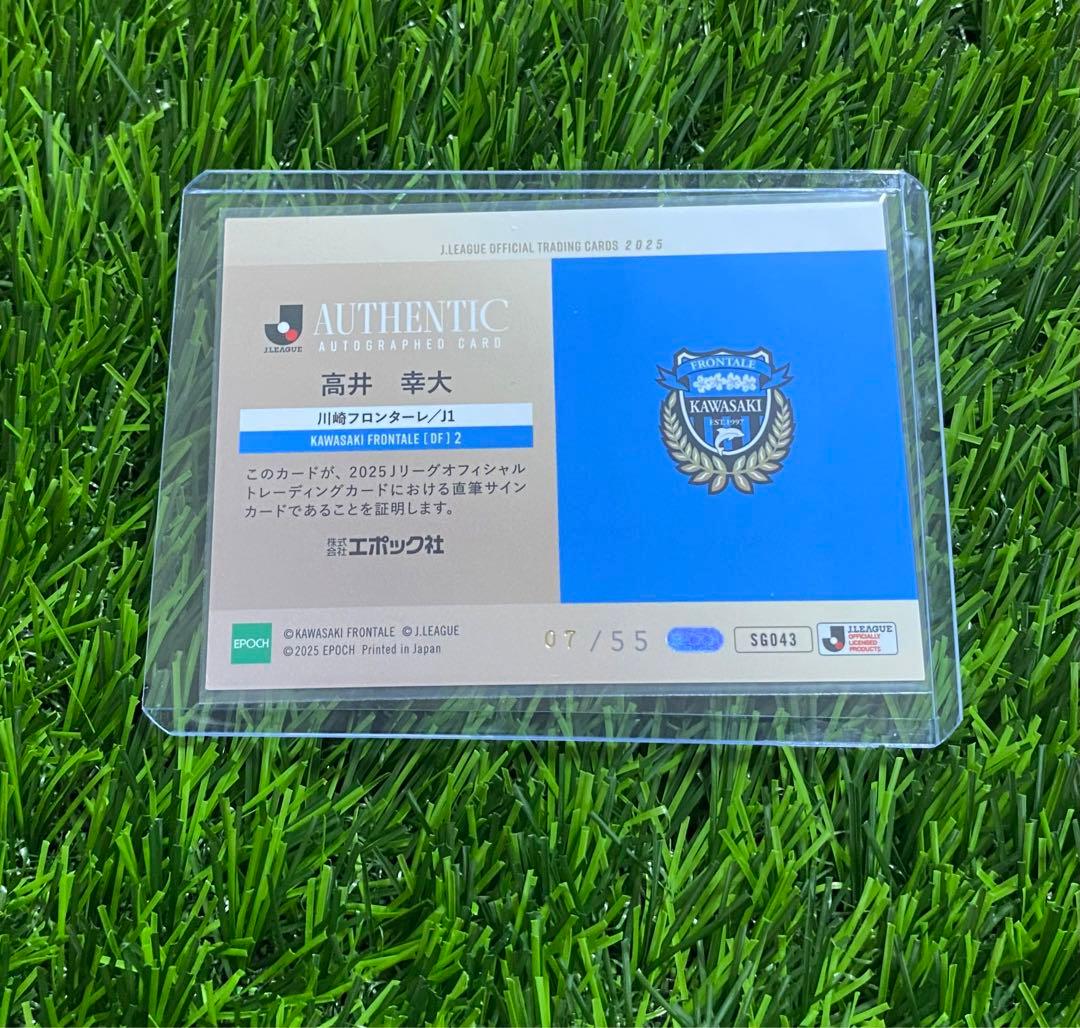 J.LEAGUE OFFICIAL TRADING CARDS 2025
J.LEAGUE
AUTHENTIC
AUTOGRAPHED CARD
高井 幸大
川崎フロンターレ/J1
KAWASAKI FRONTALE [DF] 2
このカードが、2025Jリーグオフィシャル
トレーディングカードにおける直筆サイン
カードであることを証明します。
株式会社エポック社
FRONTALE
KAWASAKI
EST.1997
EPOCH
©KAWASAKI FRONTALE ©J.LEAGUE
©2025 EPOCH Printed in Japan
07/55
SG043
J.LEAGUE
OFFICIALLY
LICENSED
PRODUCTS